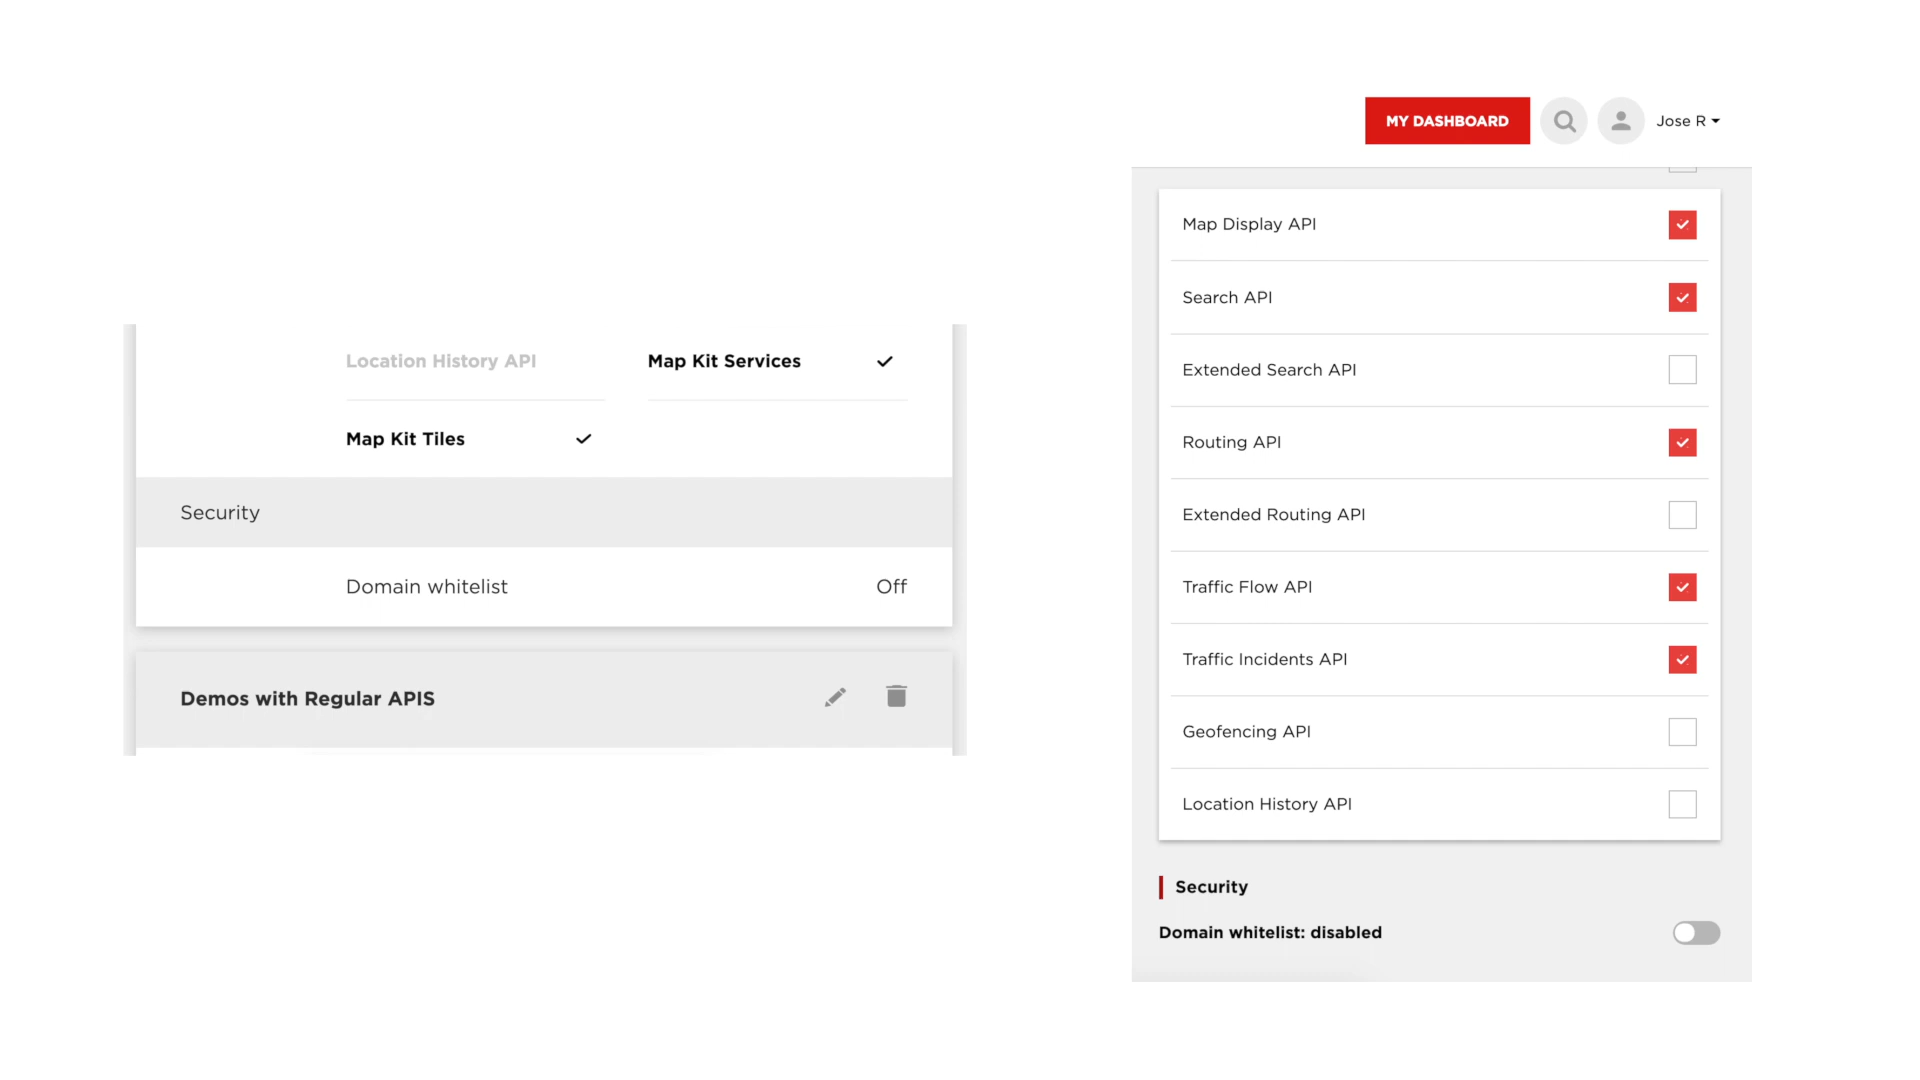 Location History API
Map Kit Services
Map Kit Tiles
Security
Domain whitelist
Off
Demos with Regular APIS
MY DASHBOARD
Jose R
Map Display API
Search API
Extended Search API
Routing API
Extended Routing API
Traffic Flow API
Traffic Incidents API
Geofencing API
Location History API
Security
Domain whitelist: disabled